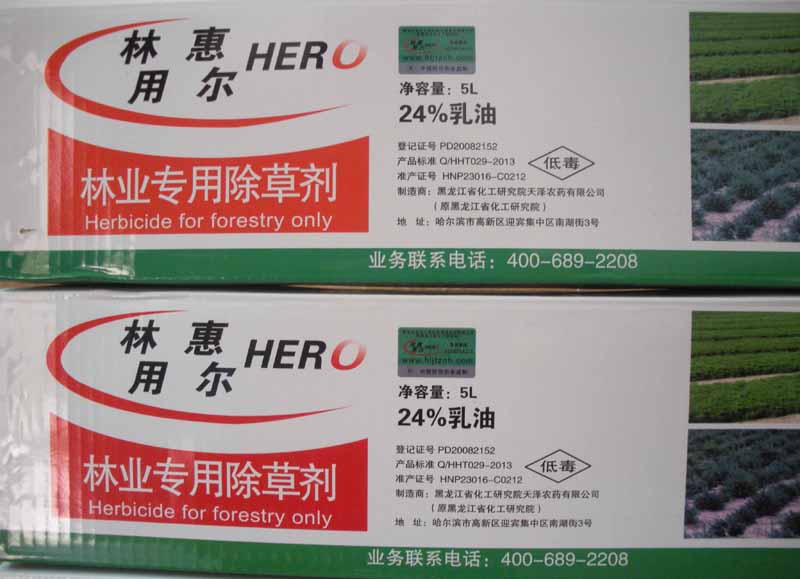 林 惠 HERO
用 尔
www.hljtznh.com
净容量：5L
24%乳油
登记证号 PD20082152
产品标准 Q/HHT029-2013
准产证号 HNP23016-C0212
低毒
制造商：黑龙江省化工研究院天泽农药有限公司
（原黑龙江省化工研究院）
地 址：哈尔滨市高新区迎宾集中区南湖街3号
林业专用除草剂
Herbicide for forestry only
业务联系电话：400-689-2208
林 惠 HERO
用 尔
www.hljtznh.com
净容量：5L
24%乳油
登记证号 PD20082152
产品标准 Q/HHT029-2013
准产证号 HNP23016-C0212
低毒
制造商：黑龙江省化工研究院天泽农药有限公司
（原黑龙江省化工研究院）
地 址：哈尔滨市高新区迎宾集中区南湖街3号
林业专用除草剂
Herbicide for forestry only
业务联系电话：400-689-2208